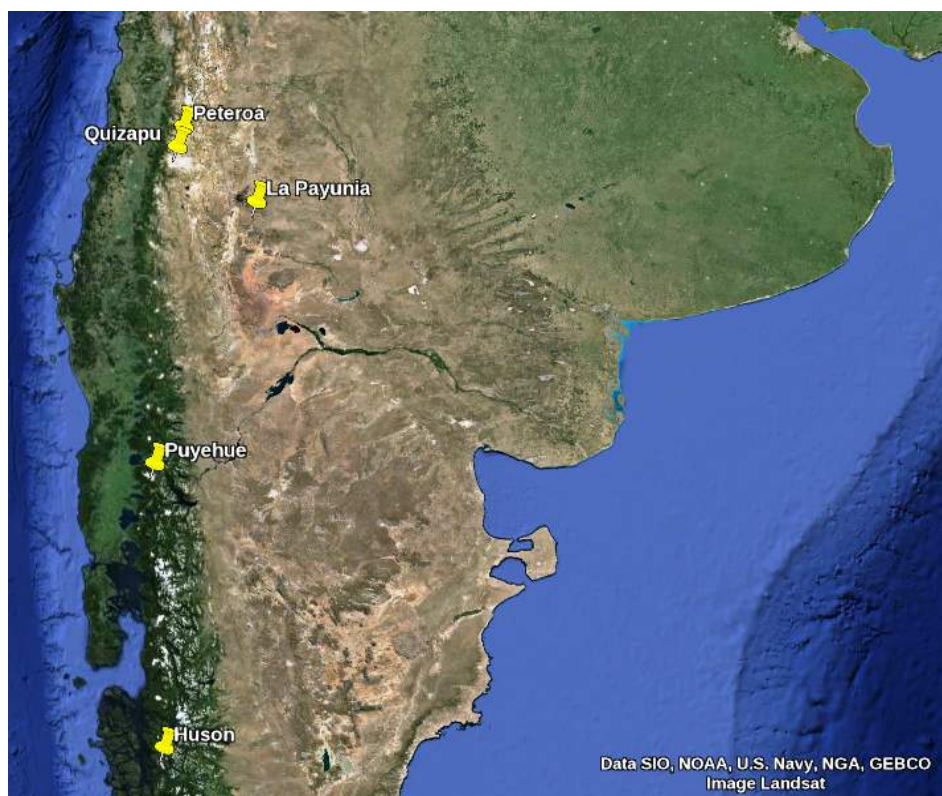 Peteroa
Quizapu
La Payunia
Puyehue
Huson
Data SIO, NOAA, U.S. Navy, NGA, GEBCO
Image Landsat